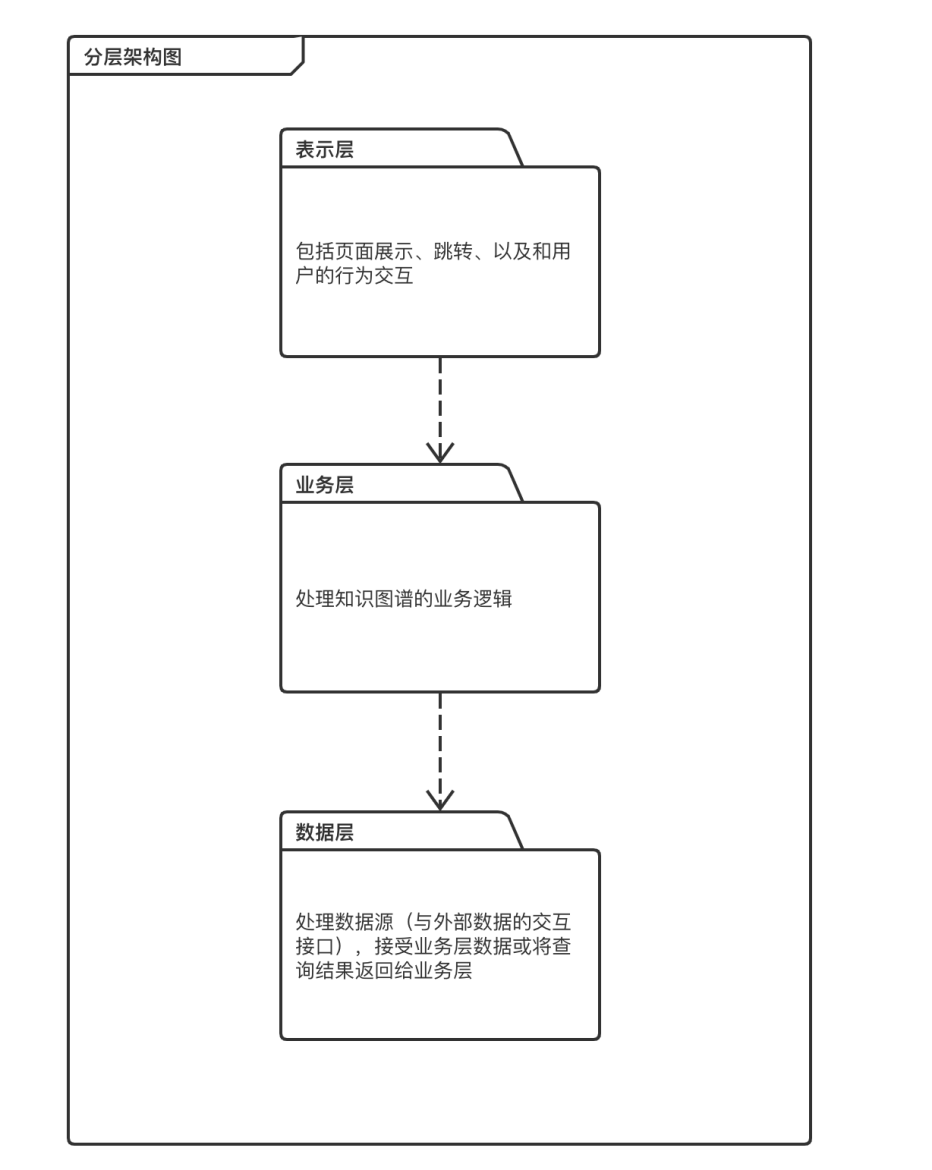 分层架构图
表示层
包括页面展示、跳转、以及和用
户的行为交互
业务层
处理知识图谱的业务逻辑
数据层
处理数据源（与外部数据的交互
接口），接受业务层数据或将查
询结果返回给业务层